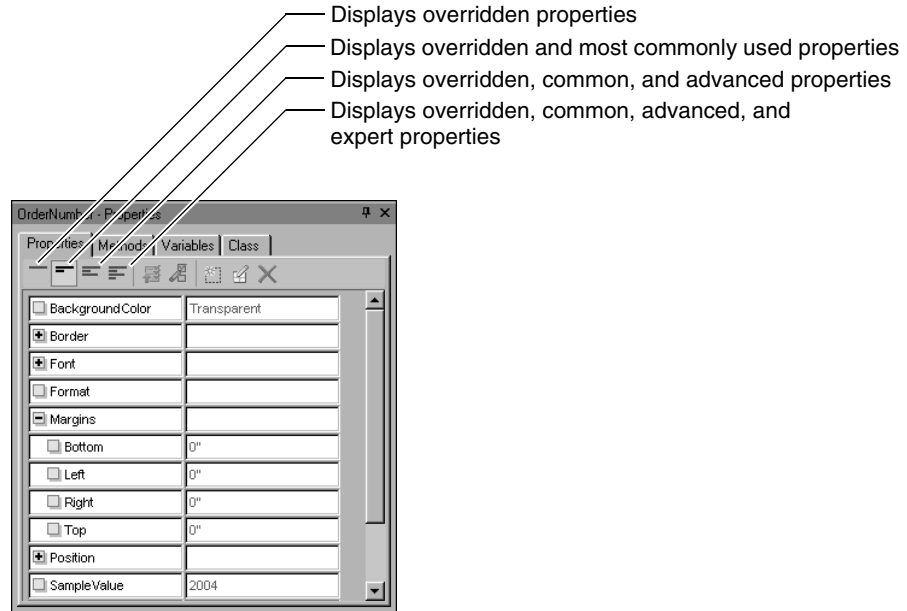 Displays overridden properties
Displays overridden and most commonly used properties
Displays overridden, common, and advanced properties
Displays overridden, common, advanced, and
expert properties
OrderNumber - Properties
Properties Methods Variables Class
BackgroundColor Transparent
Border
Font
Format
Margins
Bottom 0"
Left 0"
Right 0"
Top 0"
Position
SampleValue 2004